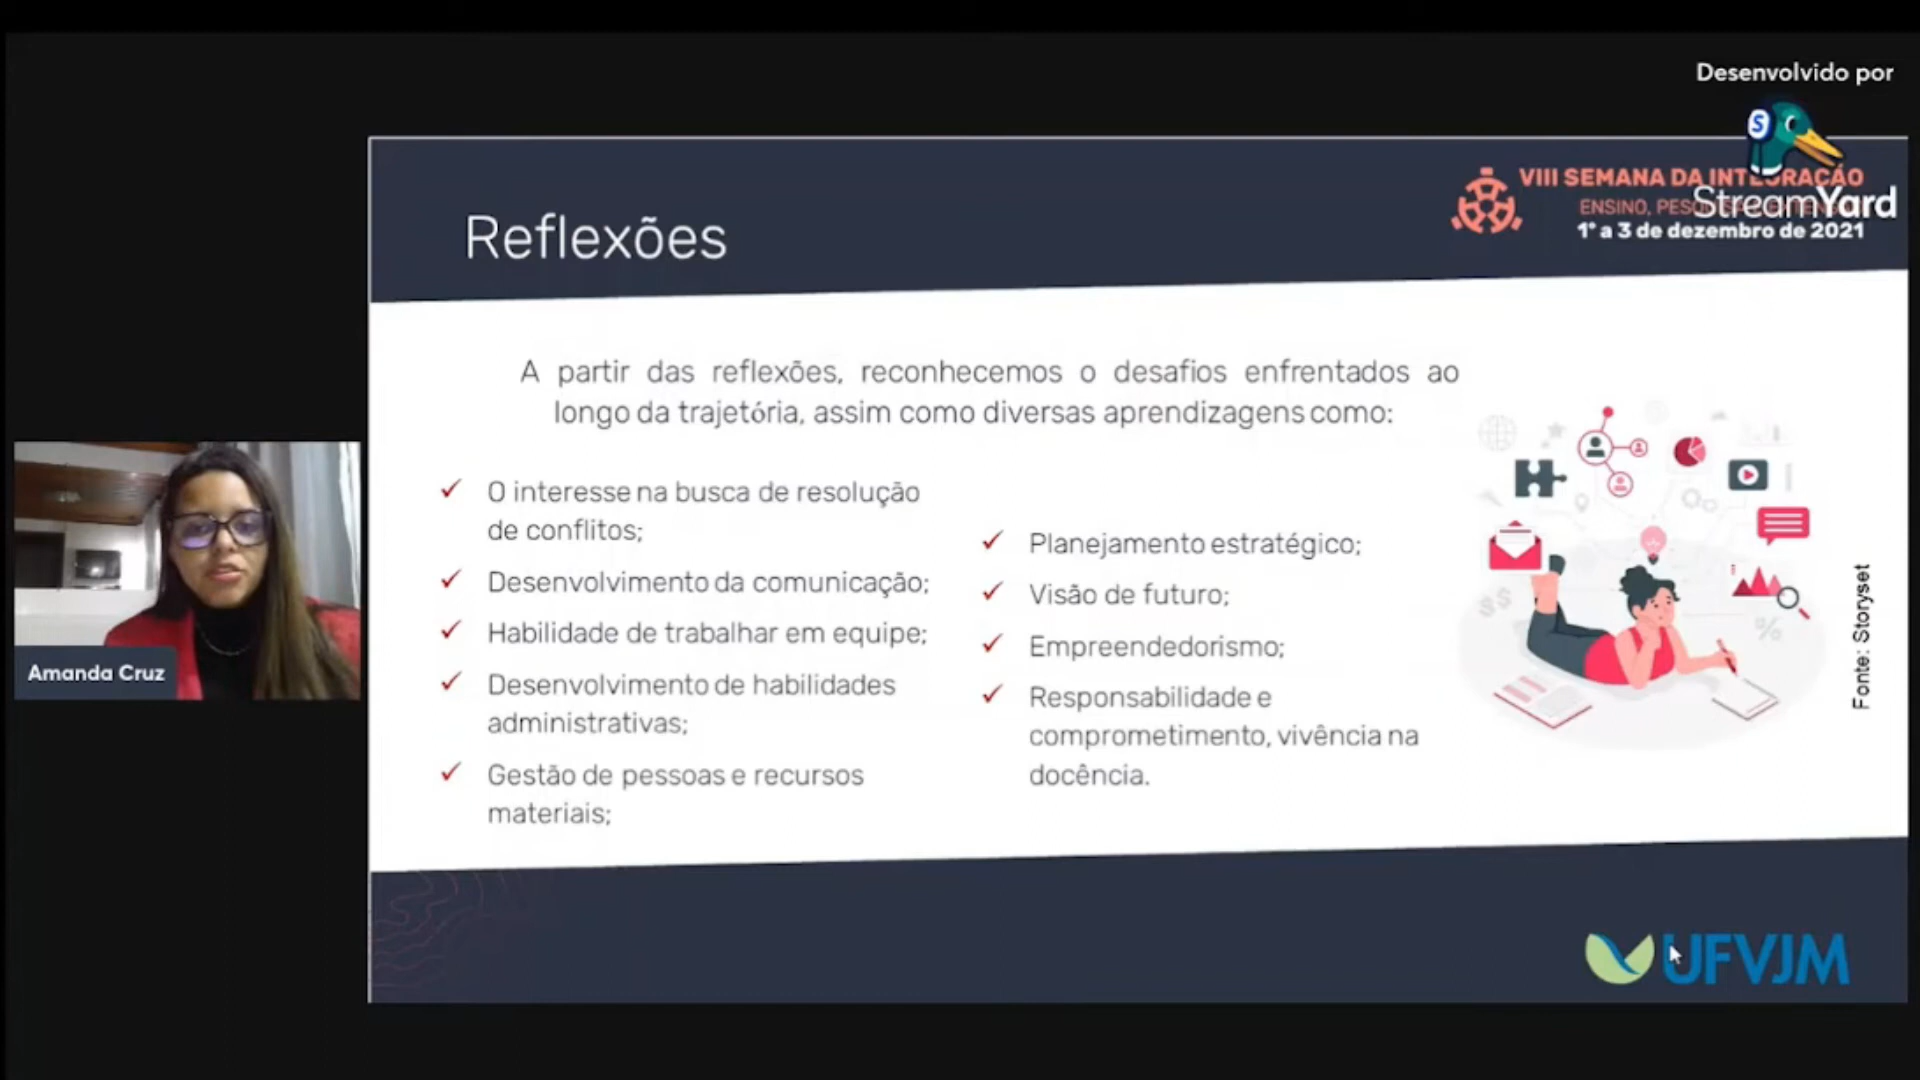 Desenvolvido por
StreamYard
VIII SEMANA DA INTEGRAÇÃO
ENSINO,
1° a 3 de dezembro de 2021
Reflexões
A partir das reflexões, reconhecemos o desafios enfrentados ao
longo da trajetória, assim como diversas aprendizagens como:
✓ O interesse na busca de resolução
de conflitos;
✓ Desenvolvimento da comunicação;
✓ Habilidade de trabalhar em equipe;
✓ Desenvolvimento de habilidades
administrativas;
✓ Gestão de pessoas e recursos
materiais;
✓ Planejamento estratégico;
✓ Visão de futuro;
✓ Empreendedorismo;
✓ Responsabilidade e
comprometimento, vivência na
docência.
Fonte: Storyset
Amanda Cruz
UFVJM